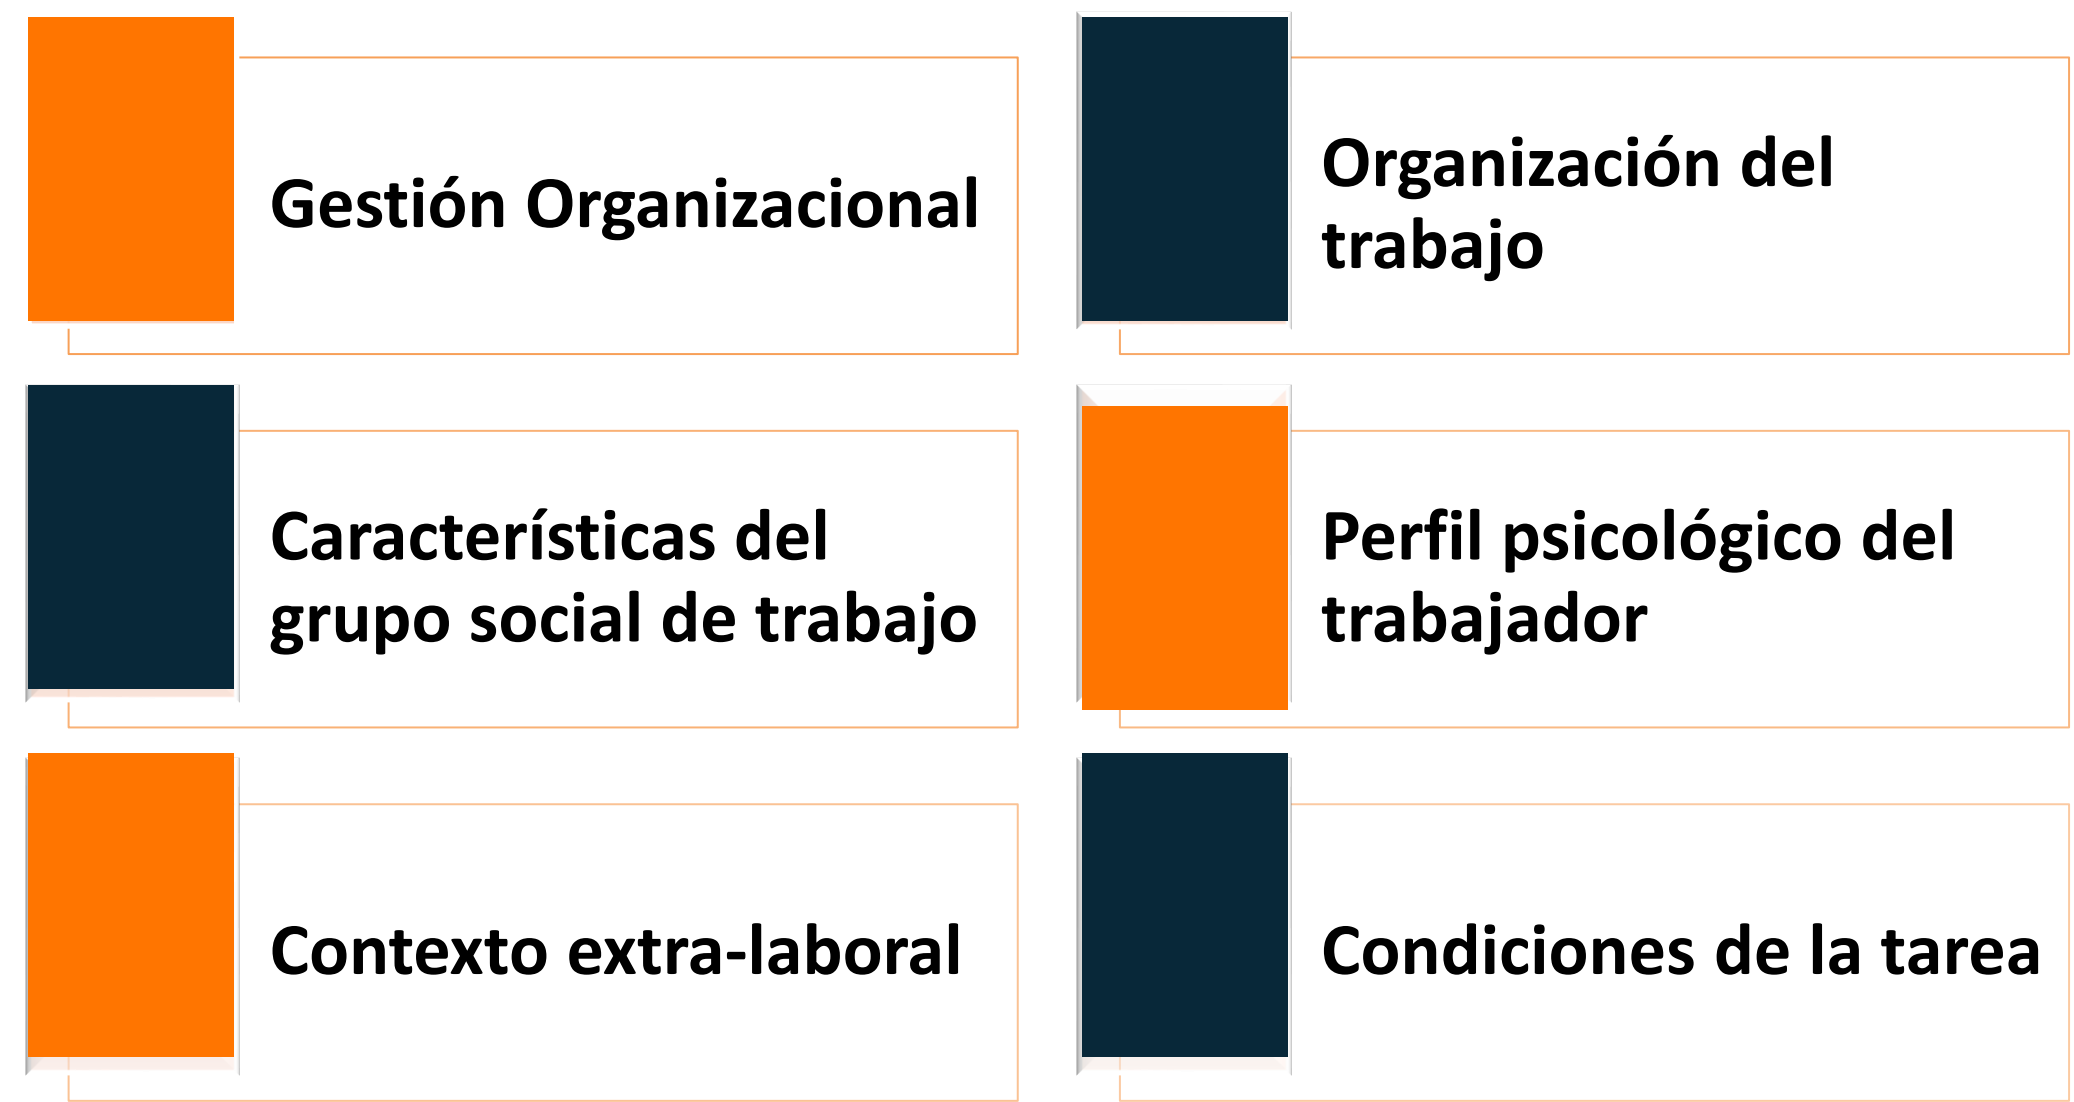 Gestión Organizacional
Organización del
trabajo
Características del
grupo social de trabajo
Perfil psicológico del
trabajador
Contexto extra-laboral
Condiciones de la tarea